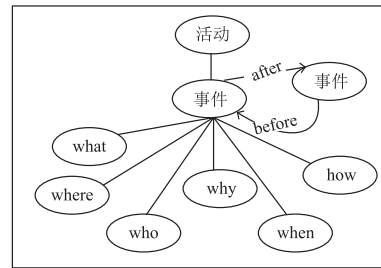 活动
after
事件
事件
before
what
how
where
why
who
when